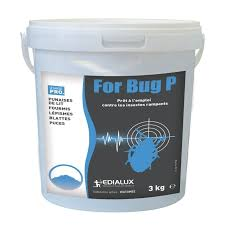 For Bug P
Prêt à l'emploi
contre les insectes rampants
PRO.
PUNAISES
DE LIT
FOURMIS
LÉPISMES
BLATTES
PUCES
EDIALUX
3 kg